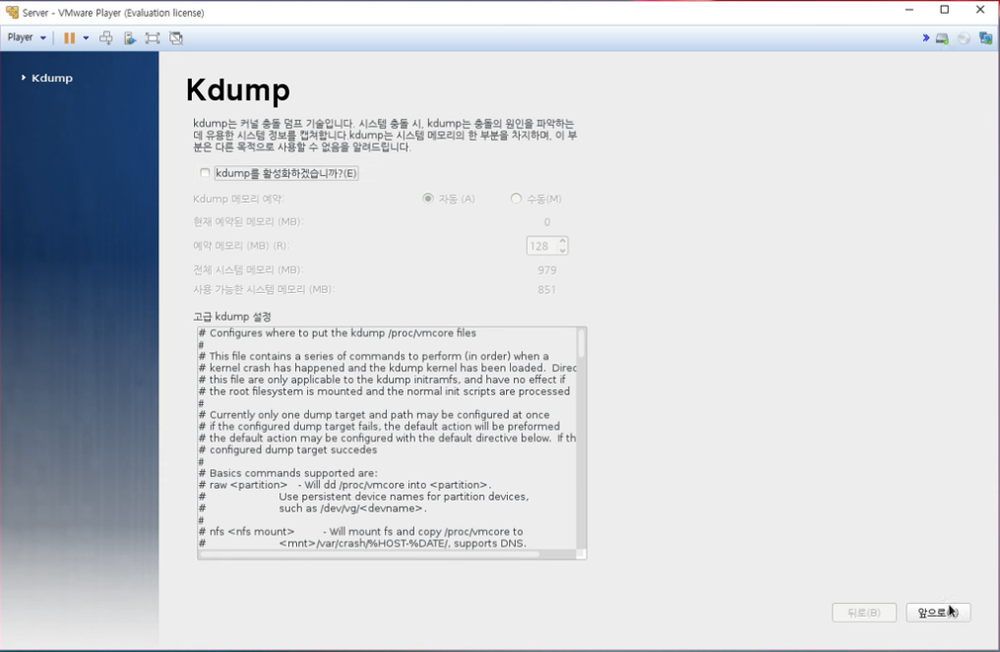 Server - VMware Player (Evaluation license)
Player
Kdump
Kdump
kdump는 커널 충돌 덤프 기술입니다. 시스템 충돌 시, kdump는 충돌의 원인을 파악하는
데 유용한 시스템 정보를 캡쳐합니다 kdump는 시스템 메모리의 한 부분을 차지하며, 이 부
분은 다른 목적으로 사용할 수 없음을 알려드립니다.
kdump를 활성화하겠습니까?(E)
Kdump 메모리 예약: 자동 (A) 수동(M)
현재 예약된 메모리 (MB): 0
예약 메모리 (MB) (R): 128
전체 시스템 메모리 (MB): 979
사용 가능한 시스템 메모리 (MB): 851
고급 kdump 설정
# Configures where to put the kdump /proc/vmcore files
#
# This file contains a series of commands to perform (in order) when a
# kernel crash has happened and the kdump kernel has been loaded. Direc
# this file are only applicable to the kdump initramfs, and have no effect if
# the root filesystem is mounted and the normal init scripts are processed
#
# Currently only one dump target and path may be configured at once
# if the configured dump target fails, the default action will be preformed
# the default action may be configured with the default directive below. If th
# configured dump target succedes
#
# Basics commands supported are:
# raw <partition> - Will dd /proc/vmcore into <partition>.
# Use persistent device names for partition devices,
# such as /dev/vg/<devname>.
#
# nfs <nfs mount> - Will mount fs and copy /proc/vmcore to
# <mnt>/var/crash/%HOST-%DATE/, supports DNS.
뒤로(B) 앞으로